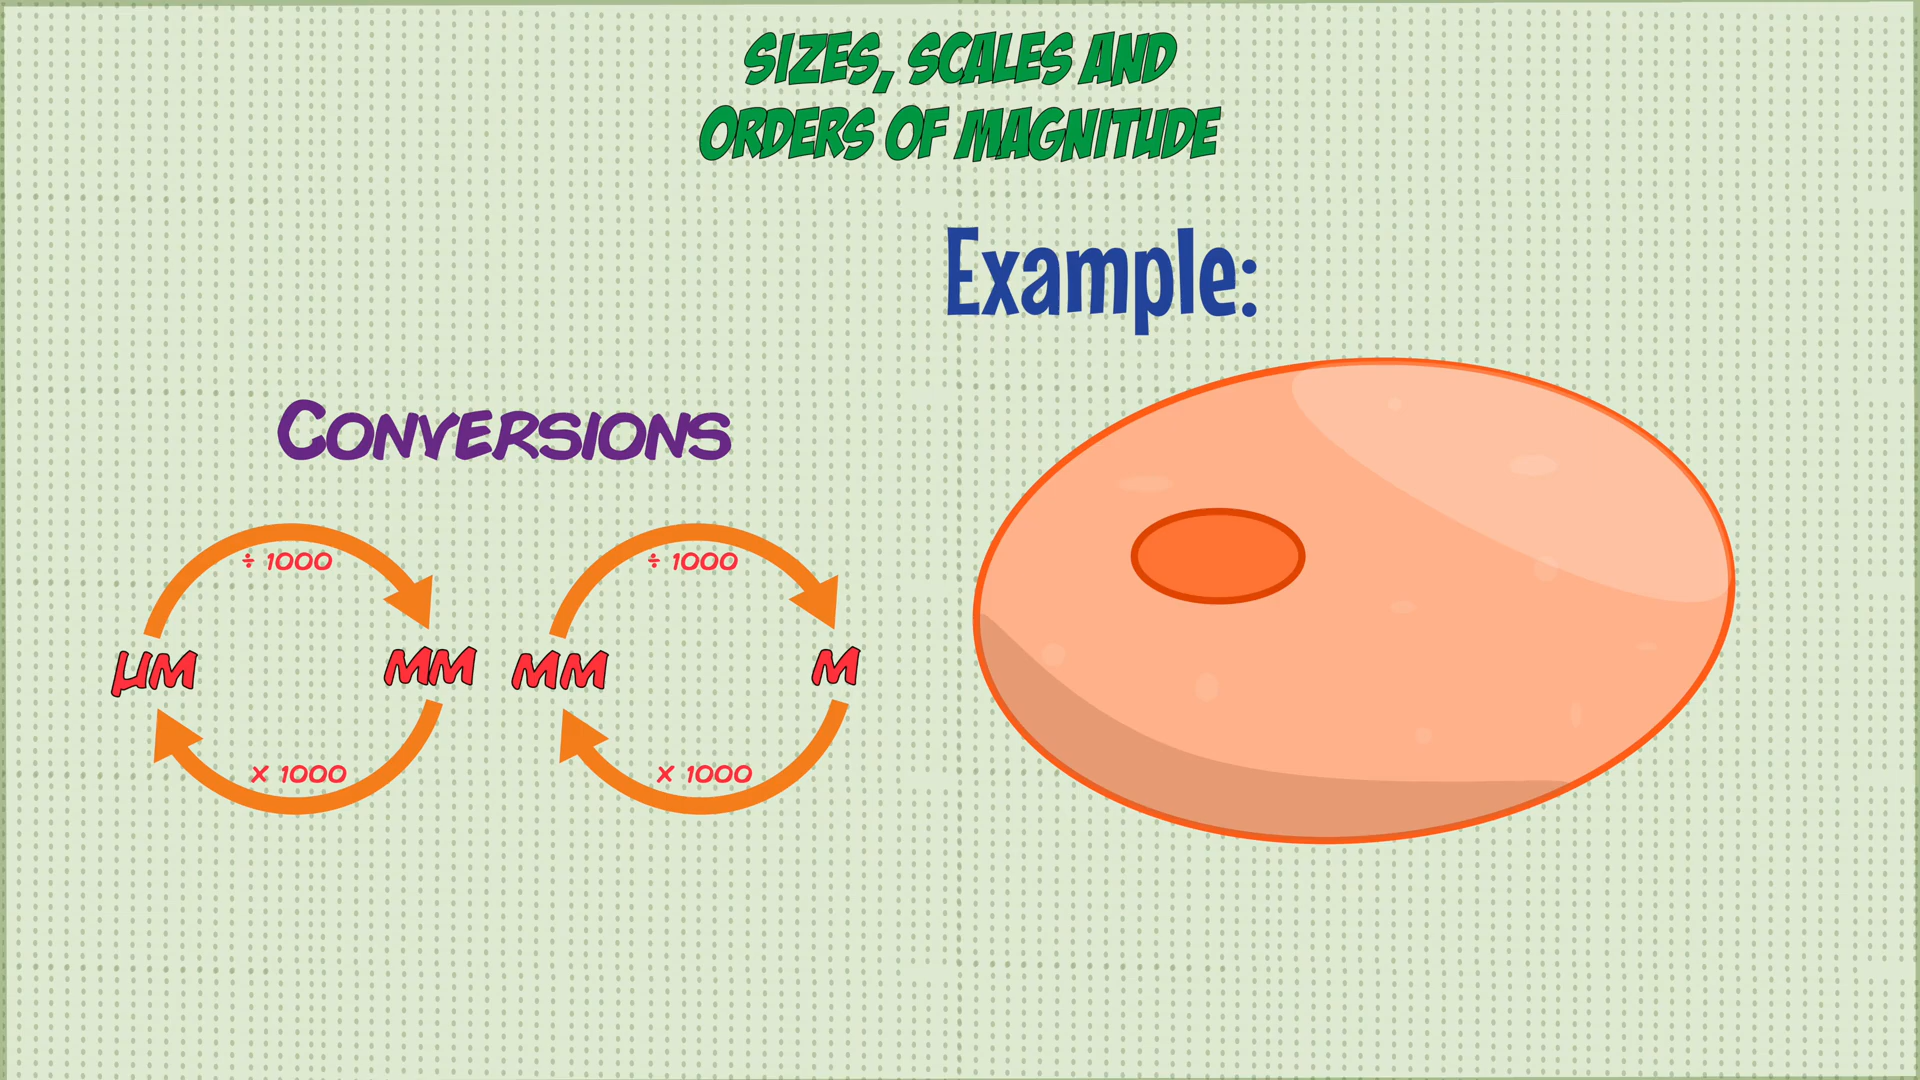 SIZES, SCALES AND
ORDERS OF MAGNITUDE
Example:
CONVERSIONS
÷ 1000
÷ 1000
µM
MM
MM
M
x 1000
x 1000